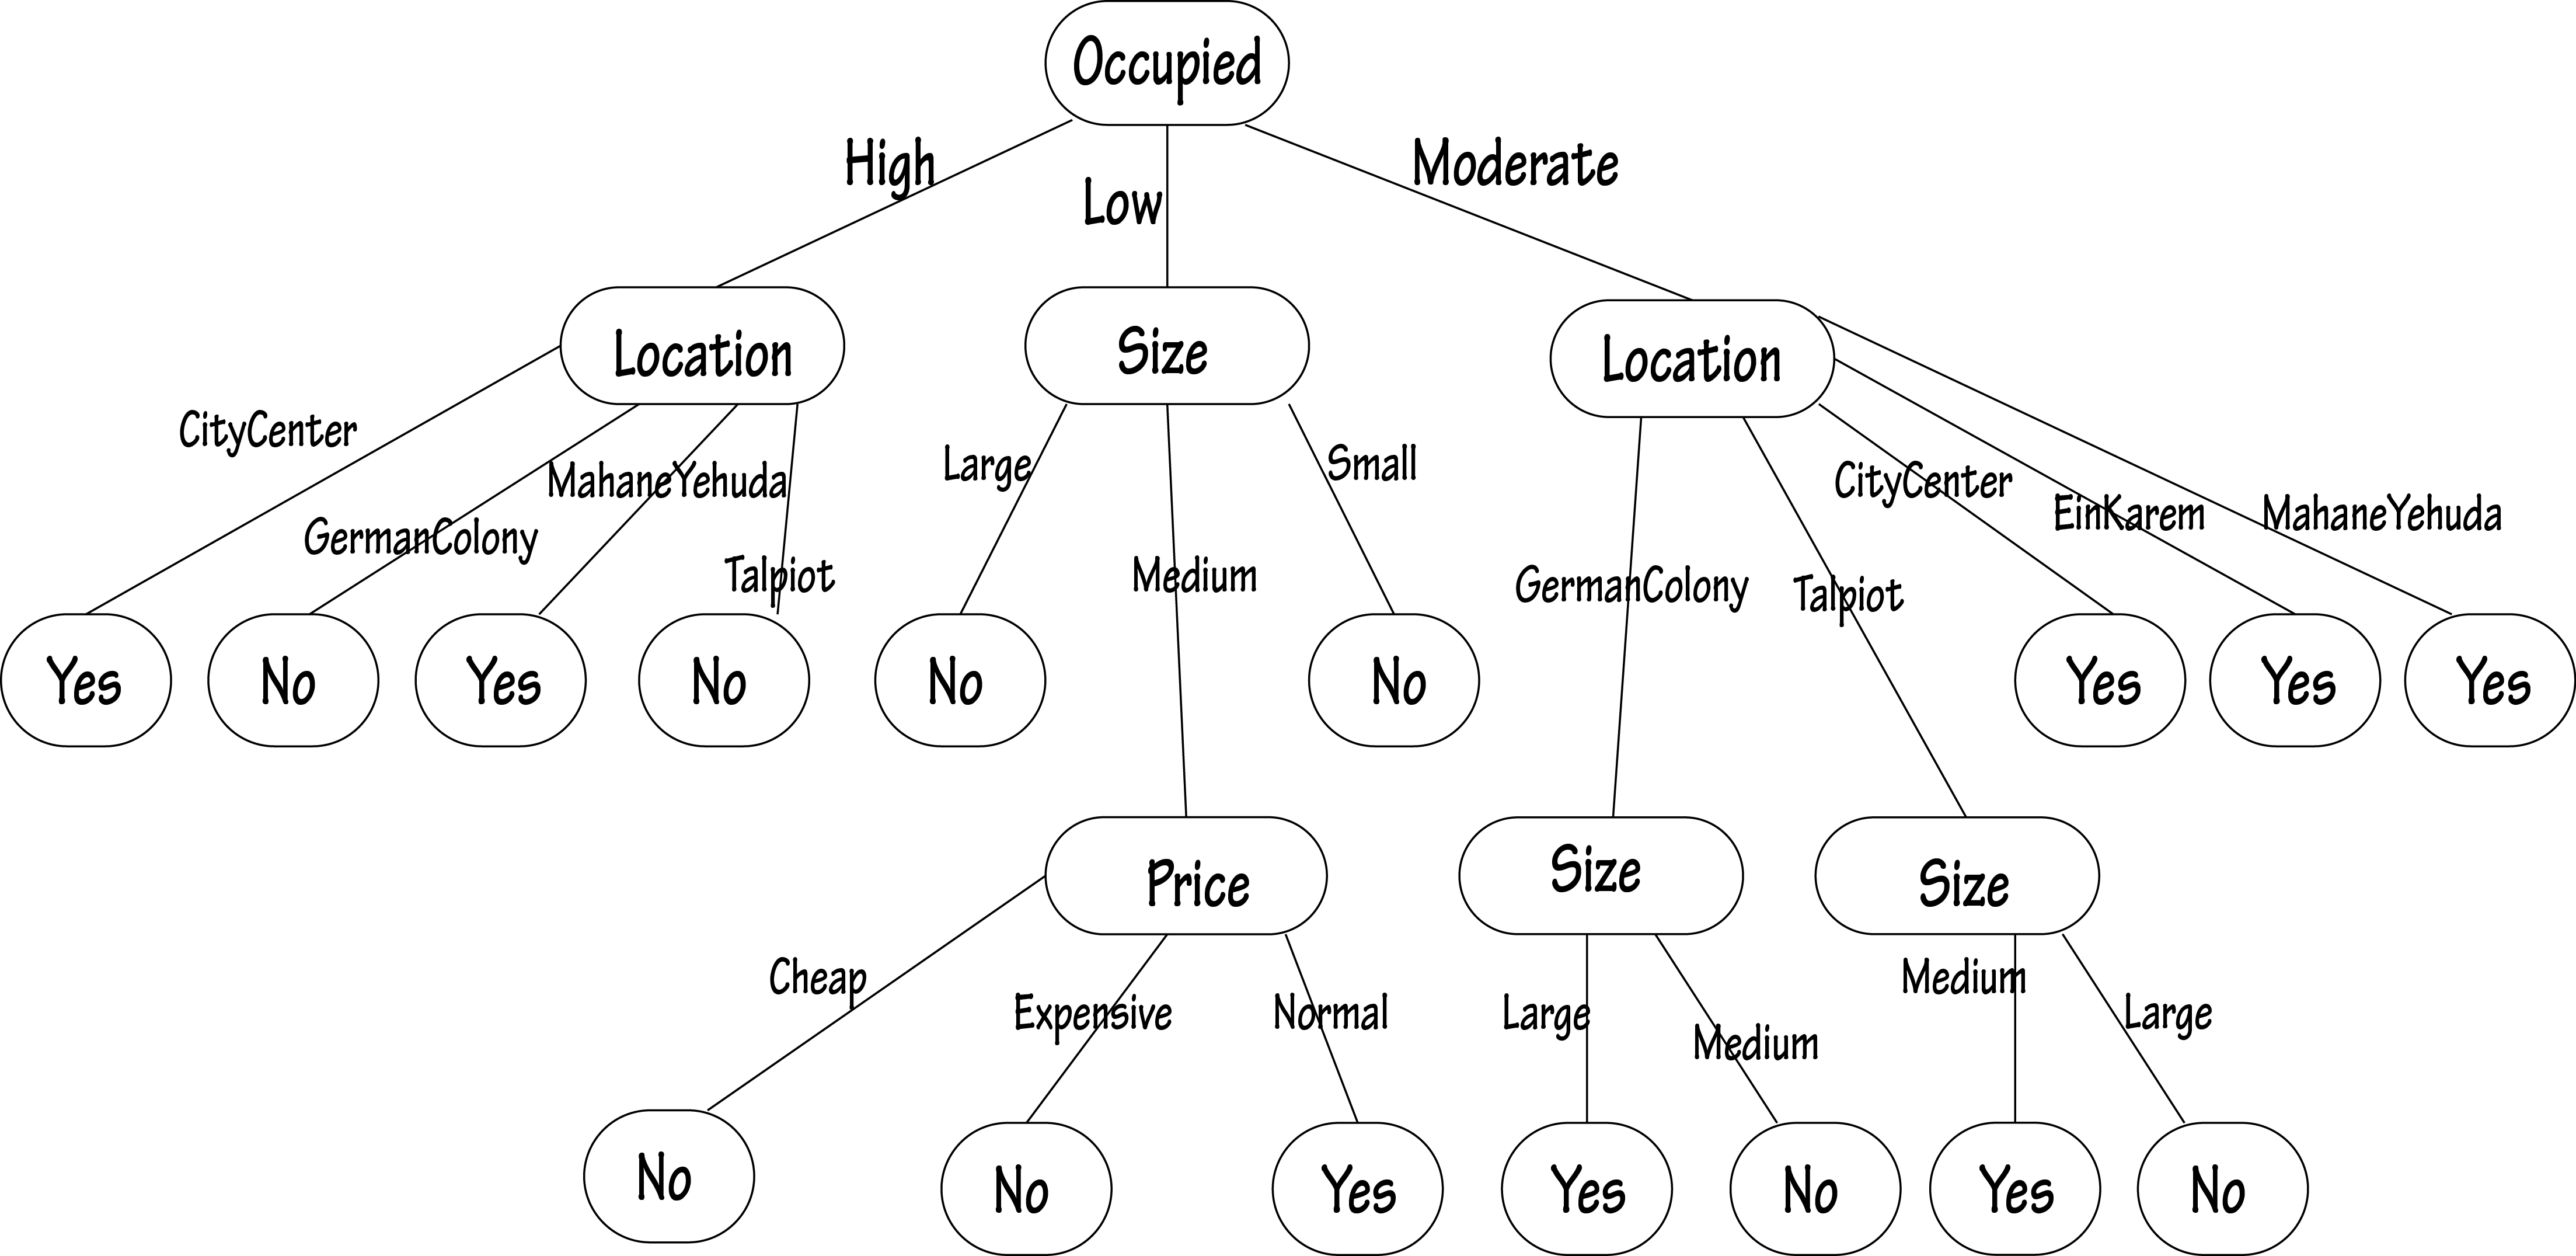 Occupied
High
Low
Moderate
Location
Size
Location
CityCenter
GermanColony
MahaneYehuda
Talpiot
Large
Medium
Small
GermanColony
Talpiot
CityCenter
EinKarem
MahaneYehuda
Yes
No
Yes
No
No
No
Yes
Yes
Yes
Price
Size
Size
Cheap
Expensive
Normal
Large
Medium
Medium
Large
No
No
Yes
Yes
No
Yes
No